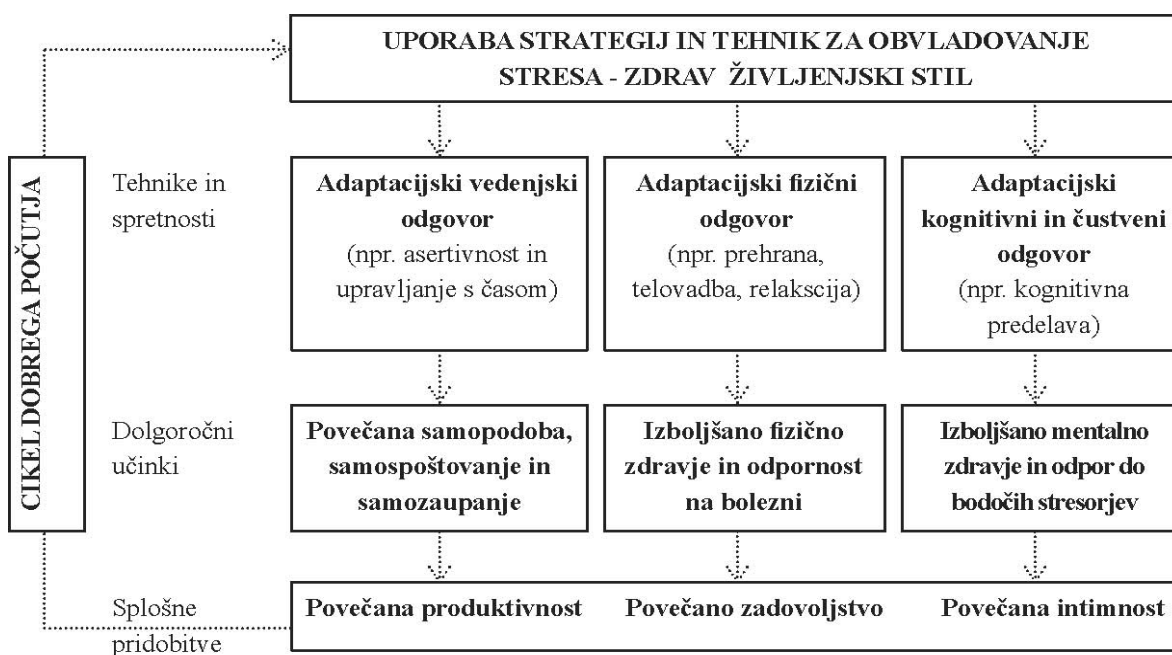 UPORABA STRATEGIJ IN TEHNIK ZA OBVLADOVANJE
STRESA - ZDRAV ŽIVLJENJSKI STIL
CIKEL DOBREGA POČUTJA
Tehnike in
spretnosti
Adaptacijski vedenjski
odgovor
(npr. asertivnost in
upravljanje s časom)
Adaptacijski fizični
odgovor
(npr. prehrana,
telovadba, relakscija)
Adaptacijski
kognitivni in čustveni
odgovor
(npr. kognitivna
predelava)
Dolgoročni
učinki
Povečana samopodoba,
samospoštovanje in
samozaupanje
Izboljšano fizično
zdravje in odpornost
na bolezni
Izboljšano mentalno
zdravje in odpor do
bodočih stresorjev
Splošne
pridobitve
Povečana produktivnost
Povečano zadovoljstvo
Povečana intimnost